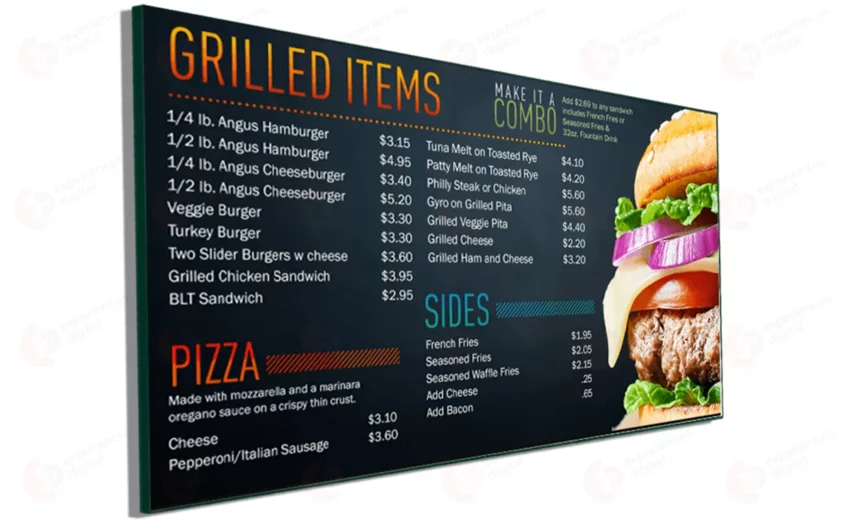 GRILLED ITEMS
1/4 lb. Angus Hamburger $3.15
1/2 lb. Angus Hamburger $4.95
1/4 lb. Angus Cheeseburger $3.40
1/2 lb. Angus Cheeseburger $5.20
Veggie Burger $3.30
Turkey Burger $3.30
Two Slider Burgers w cheese $3.60
Grilled Chicken Sandwich $3.95
BLT Sandwich $2.95
PIZZA
Made with mozzarella and a marinara
oregano sauce on a crispy thin crust.
Cheese $3.10
Pepperoni/Italian Sausage $3.60
MAKE IT A
COMBO
Add $2.69 to any sandwich
includes French Fries or
Seasoned Fries &
32oz. Fountain Drink
Tuna Melt on Toasted Rye $4.10
Patty Melt on Toasted Rye $4.20
Philly Steak or Chicken $5.60
Gyro on Grilled Pita $5.60
Grilled Veggie Pita $4.40
Grilled Cheese $2.20
Grilled Ham and Cheese $3.20
SIDES
French Fries $1.95
Seasoned Fries $2.05
Seasoned Waffle Fries $2.15
Add Cheese .25
Add Bacon .65